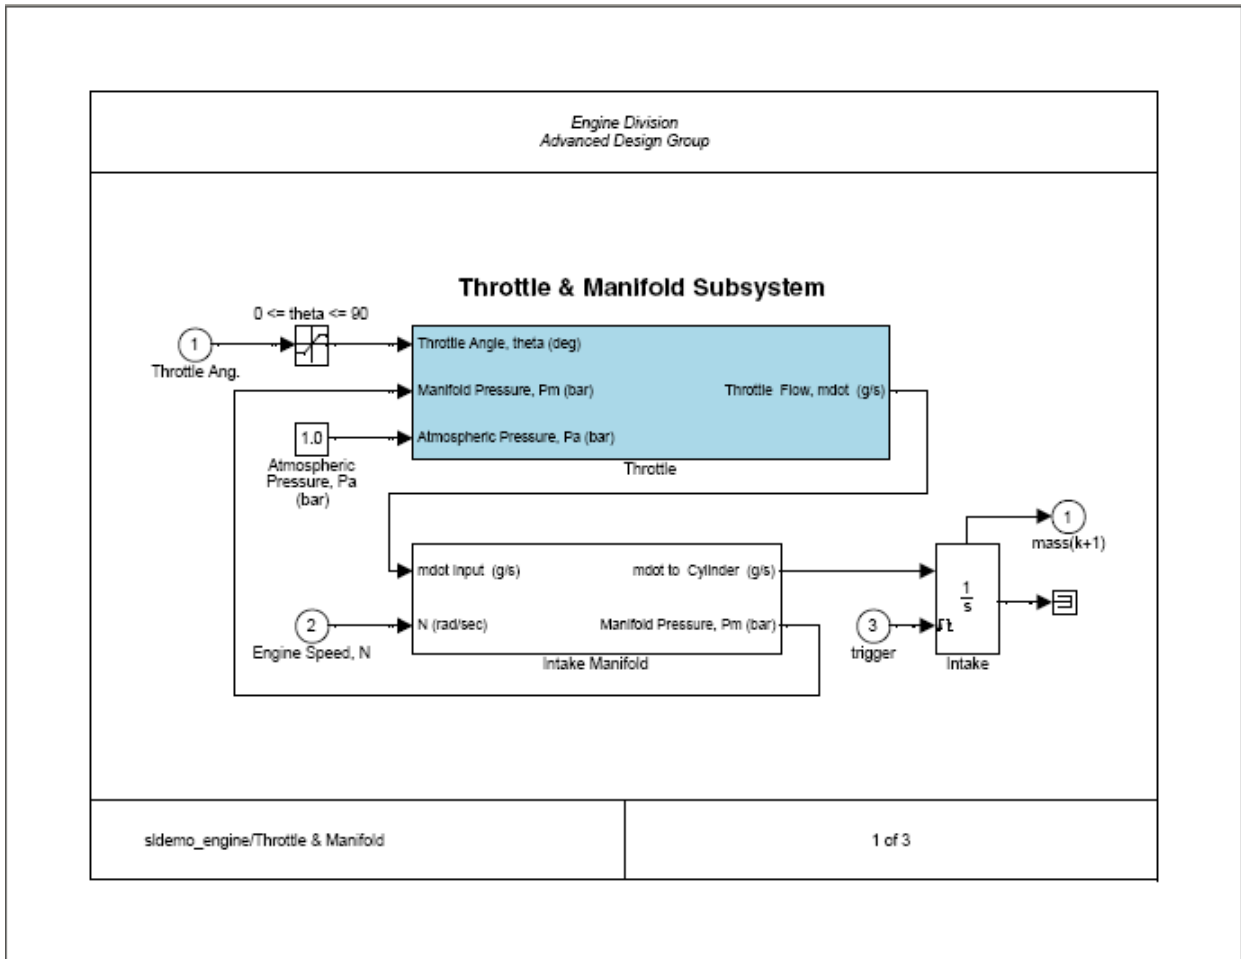 Engine Division
Advanced Design Group
Throttle & Manifold Subsystem
0 <= theta <= 90
1
Throttle Ang.
Throttle Angle, theta (deg)
Manifold Pressure, Pm (bar)
Throttle Flow, mdot (g/s)
1.0
Atmospheric Pressure, Pa (bar)
Atmospheric
Pressure, Pa
(bar)
Throttle
1
mass(k+1)
mdot Input (g/s)
mdot to Cylinder (g/s)
1
s
2
Engine Speed, N
N (rad/sec)
Manifold Pressure, Pm (bar)
3
trigger
Intake Manifold
Intake
sldemo_engine/Throttle & Manifold
1 of 3